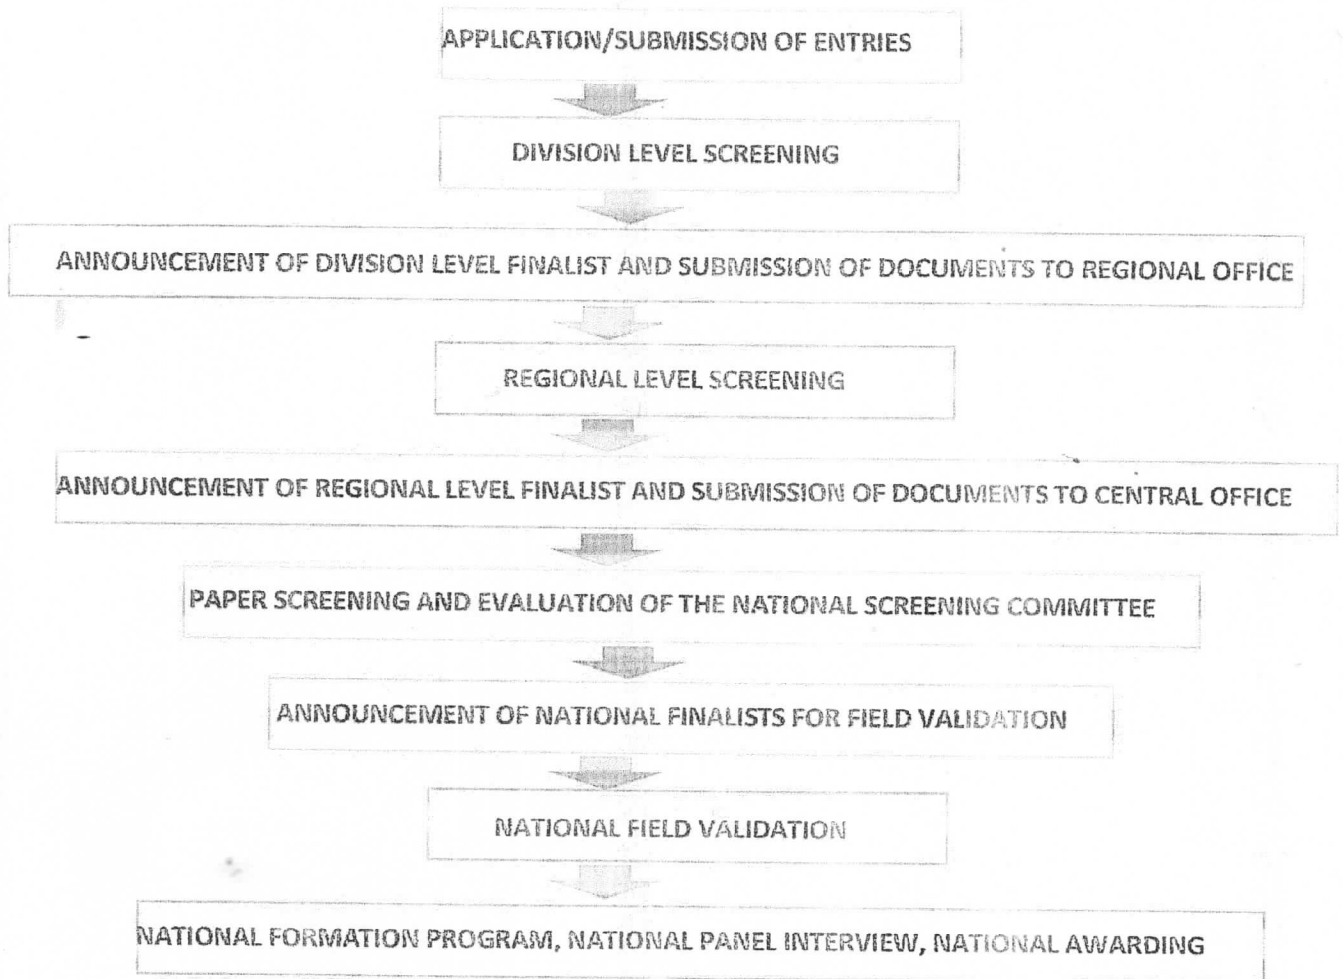 APPLICATION/SUBMISSION OF ENTRIES
DIVISION LEVEL SCREENING
ANNOUNCEMENT OF DIVISION LEVEL FINALIST AND SUBMISSION OF DOCUMENTS TO REGIONAL OFFICE
REGIONAL LEVEL SCREENING
ANNOUNCEMENT OF REGIONAL LEVEL FINALIST AND SUBMISSION OF DOCUMENTS TO CENTRAL OFFICE
PAPER SCREENING AND EVALUATION OF THE NATIONAL SCREENING COMMITTEE
ANNOUNCEMENT OF NATIONAL FINALISTS FOR FIELD VALIDATION
NATIONAL FIELD VALIDATION
NATIONAL FORMATION PROGRAM, NATIONAL PANEL INTERVIEW, NATIONAL AWARDING